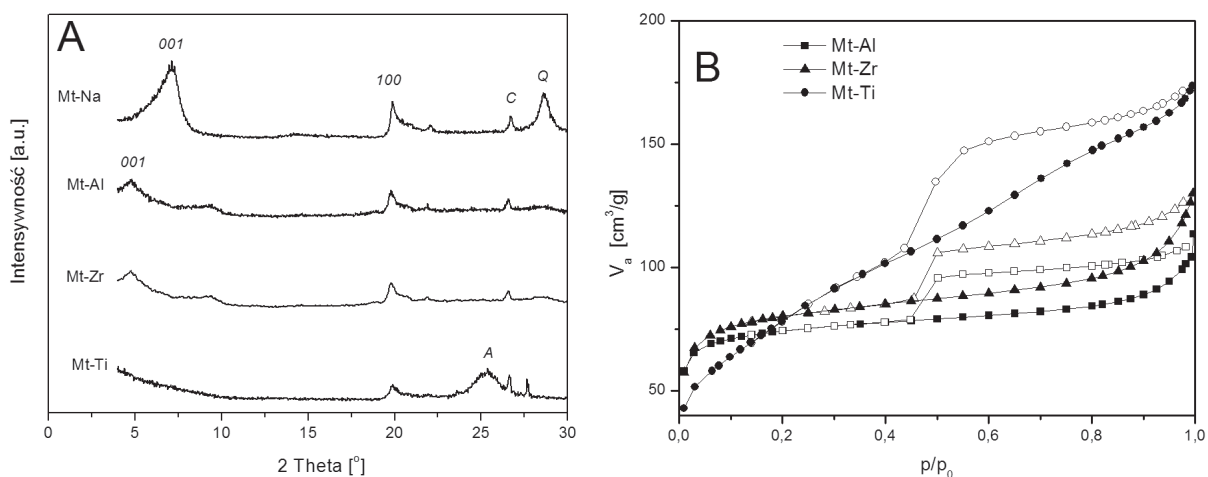 A
001
100
C
Q
Mt-Na
001
Mt-Al
Mt-Zr
A
Mt-Ti
Intensywność [a.u.]
0 5 10 15 20 25 30
2 Theta [°]
B
Mt-Al
Mt-Zr
Mt-Ti
200
150
100
50
Va [cm³/g]
0,0 0,2 0,4 0,6 0,8 1,0
p/p₀